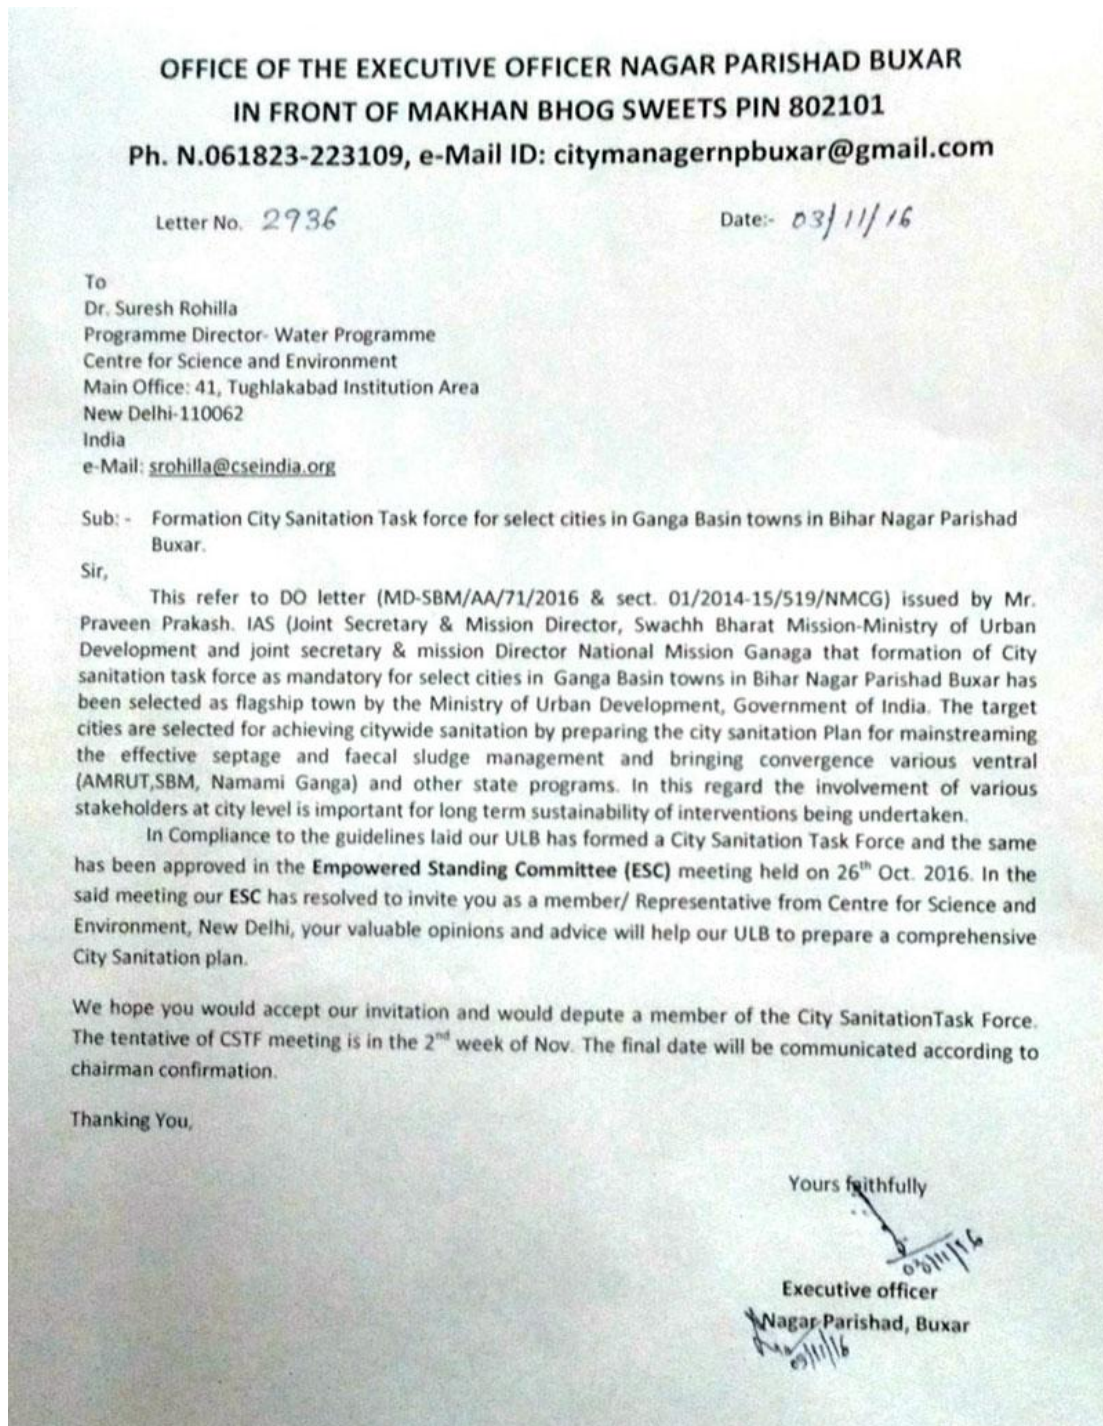 OFFICE OF THE EXECUTIVE OFFICER NAGAR PARISHAD BUXAR
IN FRONT OF MAKHAN BHOG SWEETS PIN 802101
Ph. N.061823-223109, e-Mail ID: citymanagernpbuxar@gmail.com
Letter No. 2936 Date:- 03/11/16
To
Dr. Suresh Rohilla
Programme Director- Water Programme
Centre for Science and Environment
Main Office: 41, Tughlakabad Institution Area
New Delhi-110062
India
e-Mail: srohilla@cseindia.org
Sub: - Formation City Sanitation Task force for select cities in Ganga Basin towns in Bihar Nagar Parishad
Buxar.
Sir,
This refer to DO letter (MD-SBM/AA/71/2016 & sect. 01/2014-15/519/NMCG) issued by Mr.
Praveen Prakash. IAS (Joint Secretary & Mission Director, Swachh Bharat Mission-Ministry of Urban
Development and joint secretary & mission Director National Mission Ganaga that formation of City
sanitation task force as mandatory for select cities in Ganga Basin towns in Bihar Nagar Parishad Buxar has
been selected as flagship town by the Ministry of Urban Development, Government of India. The target
cities are selected for achieving citywide sanitation by preparing the city sanitation Plan for mainstreaming
the effective septage and faecal sludge management and bringing convergence various ventral
(AMRUT,SBM, Namami Ganga) and other state programs. In this regard the involvement of various
stakeholders at city level is important for long term sustainability of interventions being undertaken.
In Compliance to the guidelines laid our ULB has formed a City Sanitation Task Force and the same
has been approved in the Empowered Standing Committee (ESC) meeting held on 26th Oct. 2016. In the
said meeting our ESC has resolved to invite you as a member/ Representative from Centre for Science and
Environment, New Delhi, your valuable opinions and advice will help our ULB to prepare a comprehensive
City Sanitation plan.
We hope you would accept our invitation and would depute a member of the City SanitationTask Force.
The tentative of CSTF meeting is in the 2nd week of Nov. The final date will be communicated according to
chairman confirmation.
Thanking You,
Yours faithfully
03/11/16
Executive officer
Nagar Parishad, Buxar
03/11/16